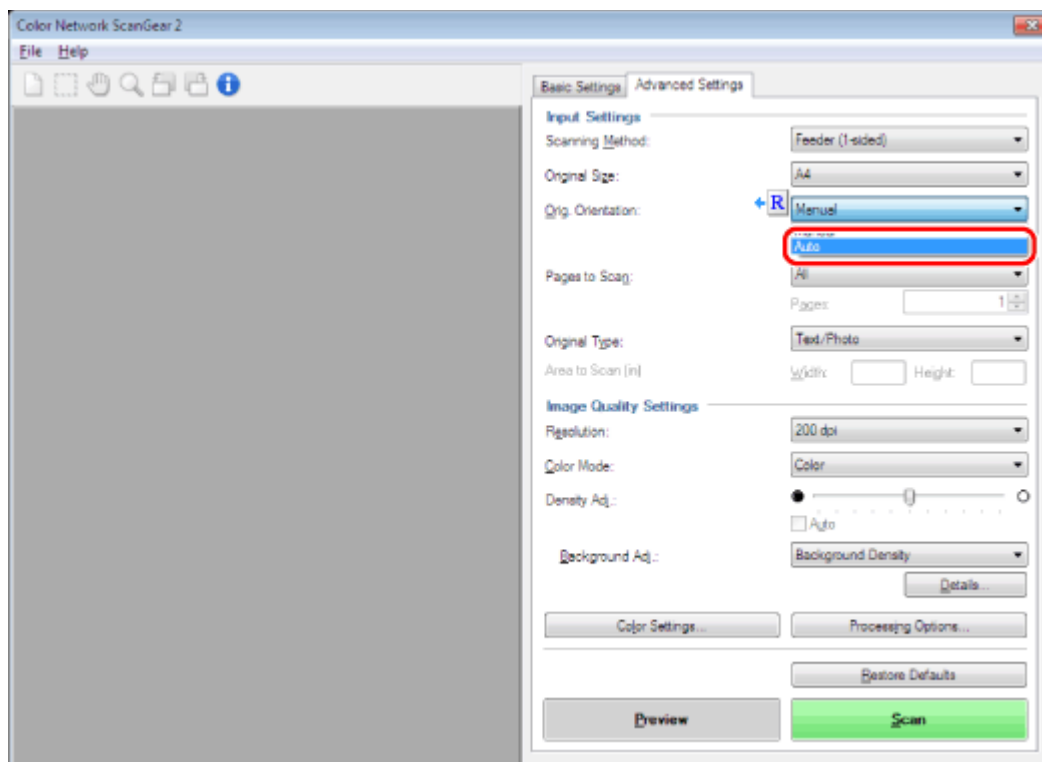 Color Network ScanGear 2
File Help
Basic Settings Advanced Settings
Input Settings
Scanning Method: Feeder (1-sided)
Original Size: A4
Orig. Orientation: R Manual
Auto
Pages to Scan: All
Pages: 1
Original Type: Text/Photo
Area to Scan [in] Width: Height:
Image Quality Settings
Resolution: 200 dpi
Color Mode: Color
Density Adj.:
Auto
Background Adj.: Background Density
Details...
Color Settings... Processing Options...
Restore Defaults
Preview Scan